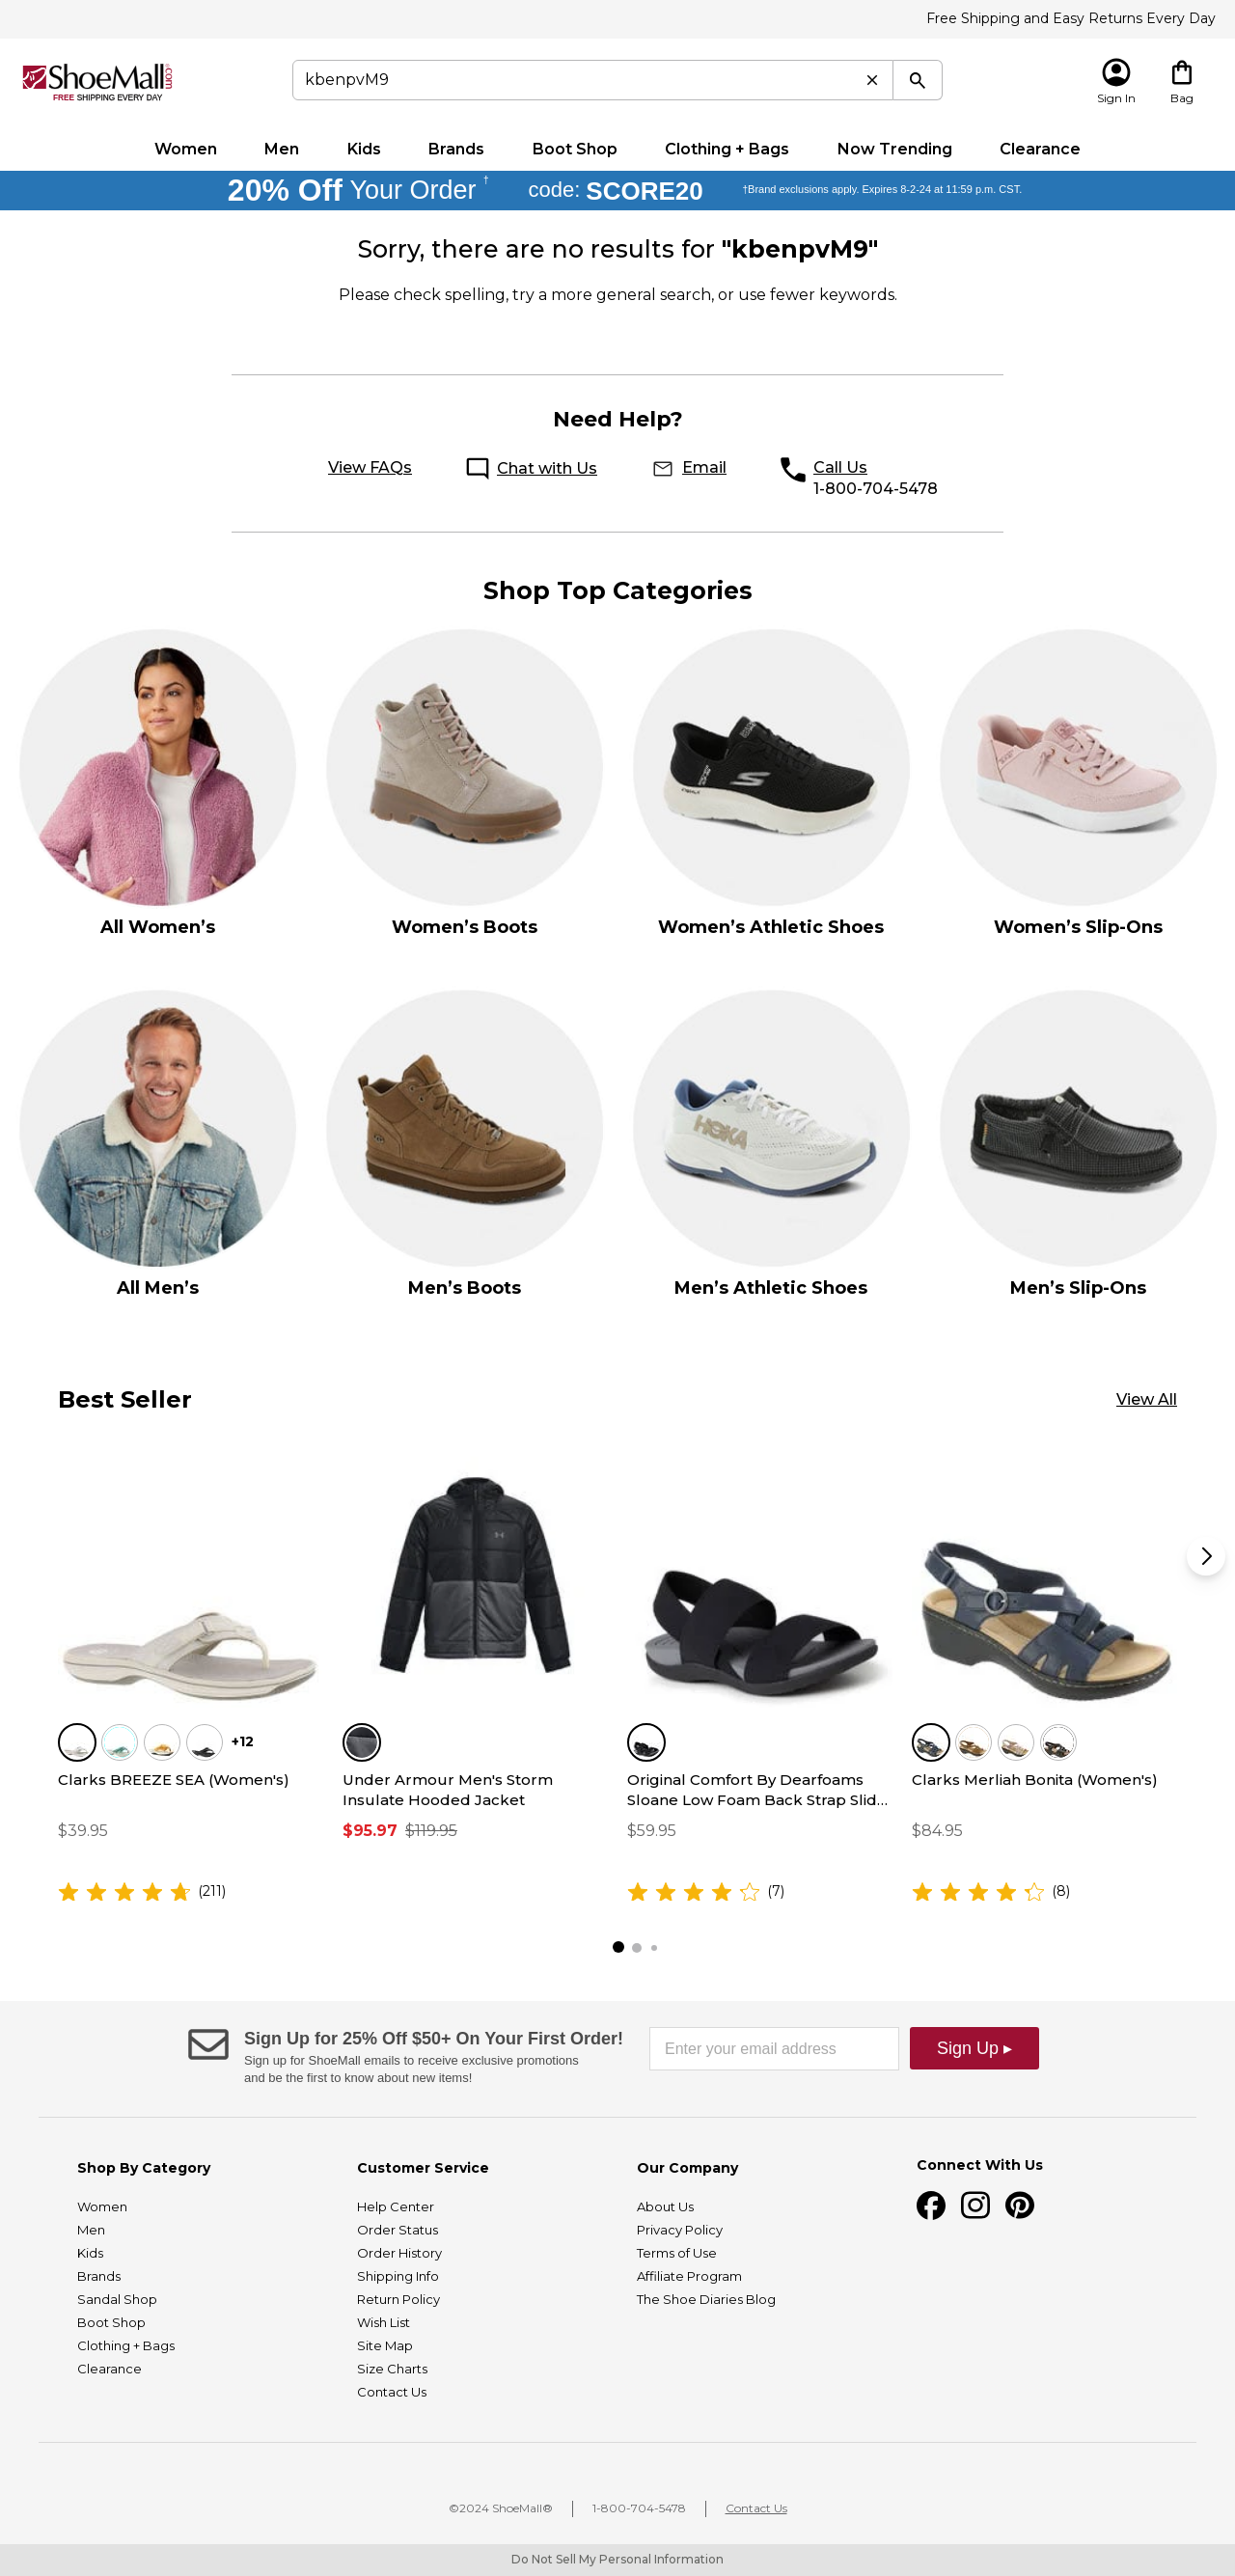 Free Shipping and Easy Returns Every Day
ShoeMall.com
FREE SHIPPING EVERY DAY
kbenpvM9
Sign In
Bag
Women Men Kids Brands Boot Shop Clothing + Bags Now Trending Clearance
20% Off Your Order † code: SCORE20 †Brand exclusions apply. Expires 8-2-24 at 11:59 p.m. CST.
Sorry, there are no results for "kbenpvM9"
Please check spelling, try a more general search, or use fewer keywords.
Need Help?
View FAQs Chat with Us Email Call Us
1-800-704-5478
Shop Top Categories
HOKA
All Women’s Women’s Boots Women’s Athletic Shoes Women’s Slip-Ons
All Men’s Men’s Boots Men’s Athletic Shoes Men’s Slip-Ons
Best Seller View All
+12
Clarks BREEZE SEA (Women's)
$39.95
(211)
Under Armour Men's Storm
Insulate Hooded Jacket
$95.97 $119.95
Original Comfort By Dearfoams
Sloane Low Foam Back Strap Slid...
$59.95
(7)
Clarks Merliah Bonita (Women's)
$84.95
(8)
Sign Up for 25% Off $50+ On Your First Order!
Sign up for ShoeMall emails to receive exclusive promotions
and be the first to know about new items!
Enter your email address
Sign Up ▸
Shop By Category
Women
Men
Kids
Brands
Sandal Shop
Boot Shop
Clothing + Bags
Clearance
Customer Service
Help Center
Order Status
Order History
Shipping Info
Return Policy
Wish List
Site Map
Size Charts
Contact Us
Our Company
About Us
Privacy Policy
Terms of Use
Affiliate Program
The Shoe Diaries Blog
Connect With Us
©2024 ShoeMall® 1-800-704-5478 Contact Us
Do Not Sell My Personal Information